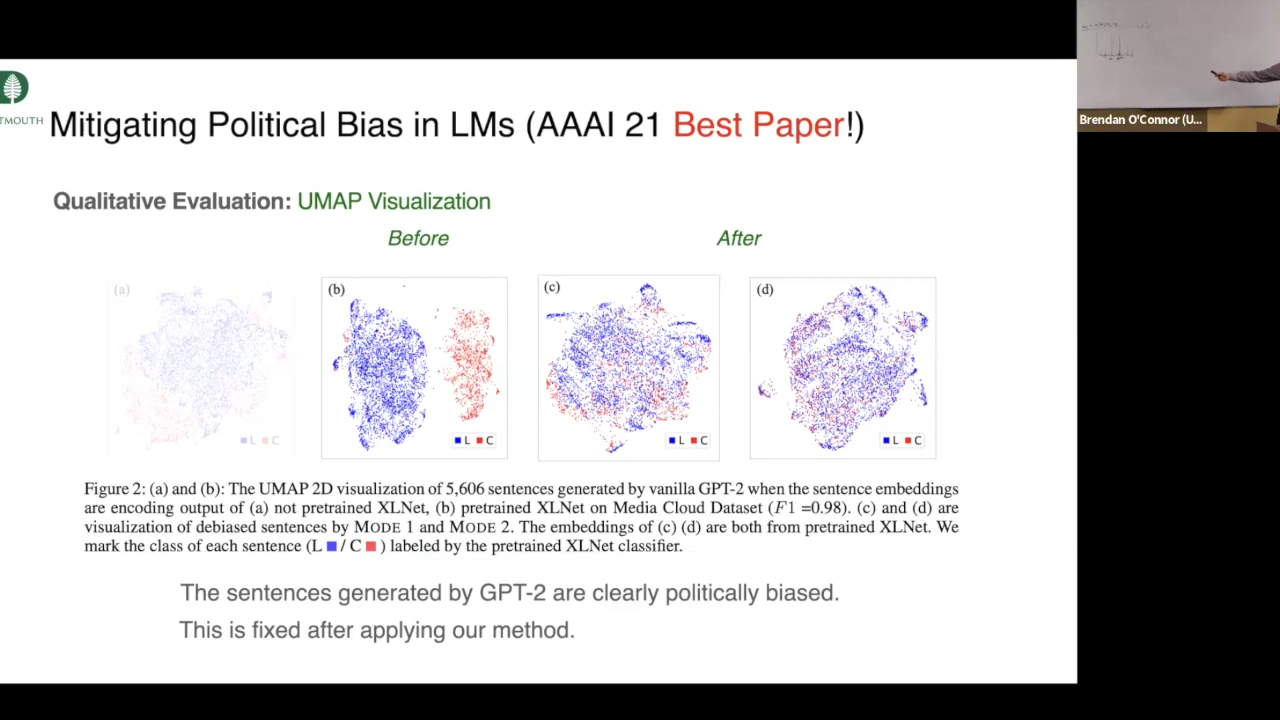 TMOUTH
Mitigating Political Bias in LMs (AAAI 21 Best Paper!)
Qualitative Evaluation: UMAP Visualization
Before After
(a) (b) (c) (d)
L C L C L C L C
Figure 2: (a) and (b): The UMAP 2D visualization of 5,606 sentences generated by vanilla GPT-2 when the sentence embeddings
are encoding output of (a) not pretrained XLNet, (b) pretrained XLNet on Media Cloud Dataset (F1 =0.98). (c) and (d) are
visualization of debiased sentences by MODE 1 and MODE 2. The embeddings of (c) (d) are both from pretrained XLNet. We
mark the class of each sentence (L / C ) labeled by the pretrained XLNet classifier.
The sentences generated by GPT-2 are clearly politically biased.
This is fixed after applying our method.
Brendan O'Connor (U...